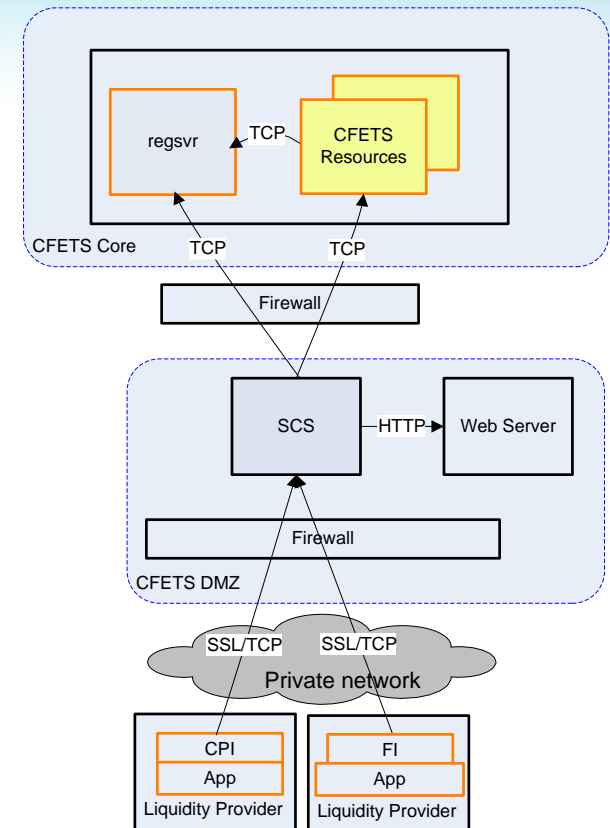 regsvr
TCP
CFETS
Resources
CFETS Core
TCP
TCP
Firewall
SCS
HTTP
Web Server
Firewall
CFETS DMZ
SSL/TCP
SSL/TCP
Private network
CPI
FI
App
App
Liquidity Provider
Liquidity Provider